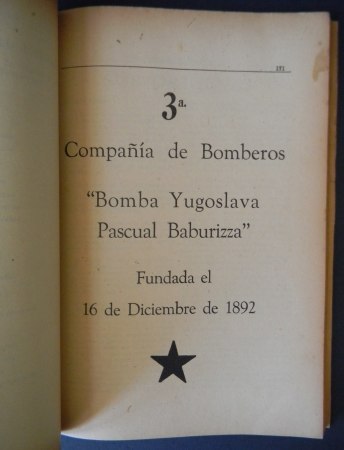 3a.
Compañía de Bomberos
"Bomba Yugoslava
Pascual Baburizza"
Fundada el
16 de Diciembre de 1892